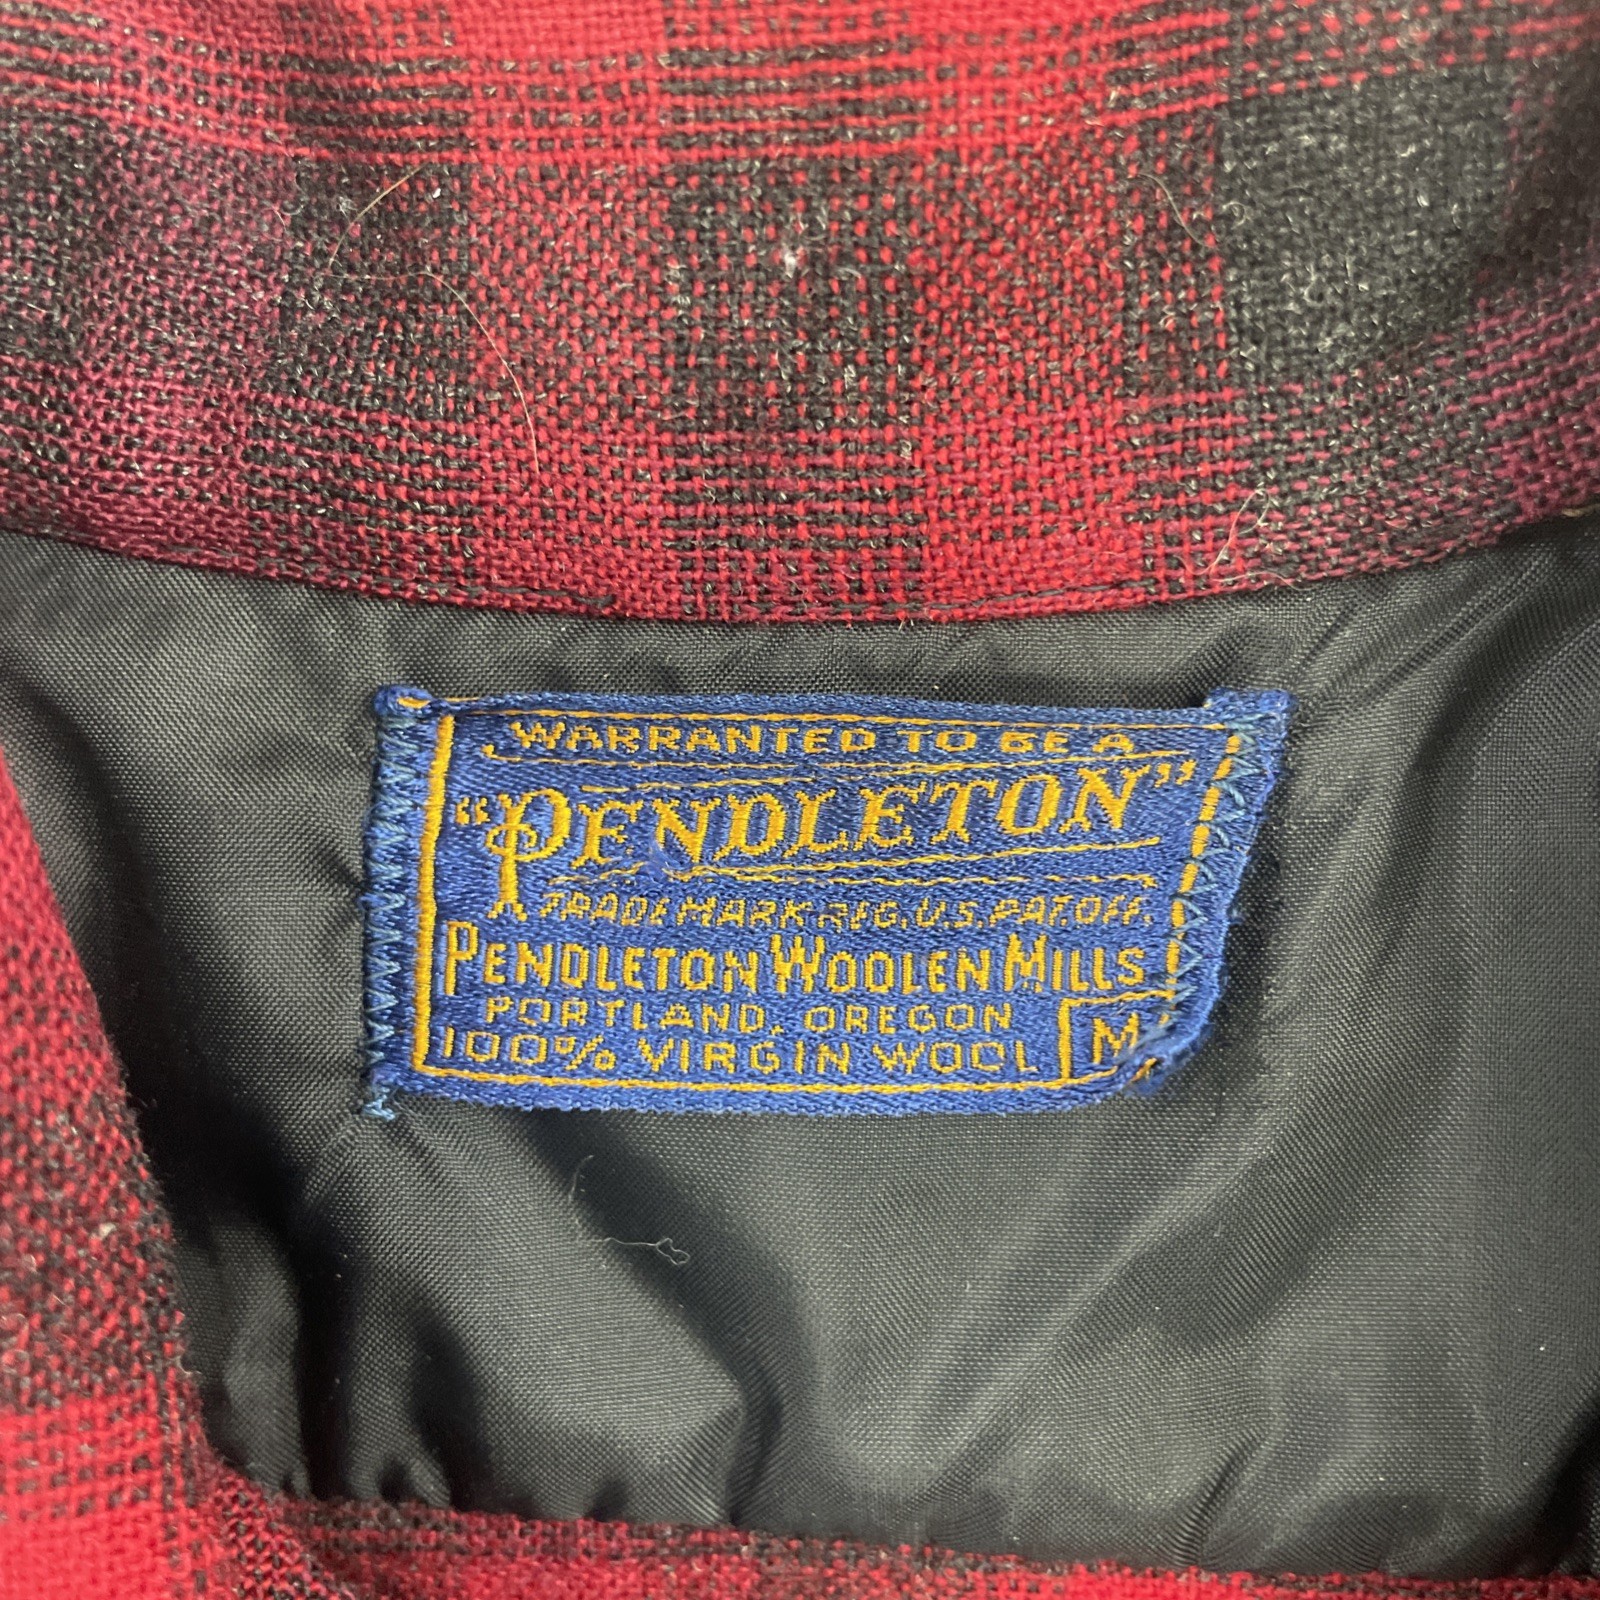 WARRANTED TO BE A
"PENDLETON"
TRADE MARK REG. U.S. PAT. OFF.
PENDLETON WOOLEN MILLS
PORTLAND, OREGON
100% VIRGIN WOOL M